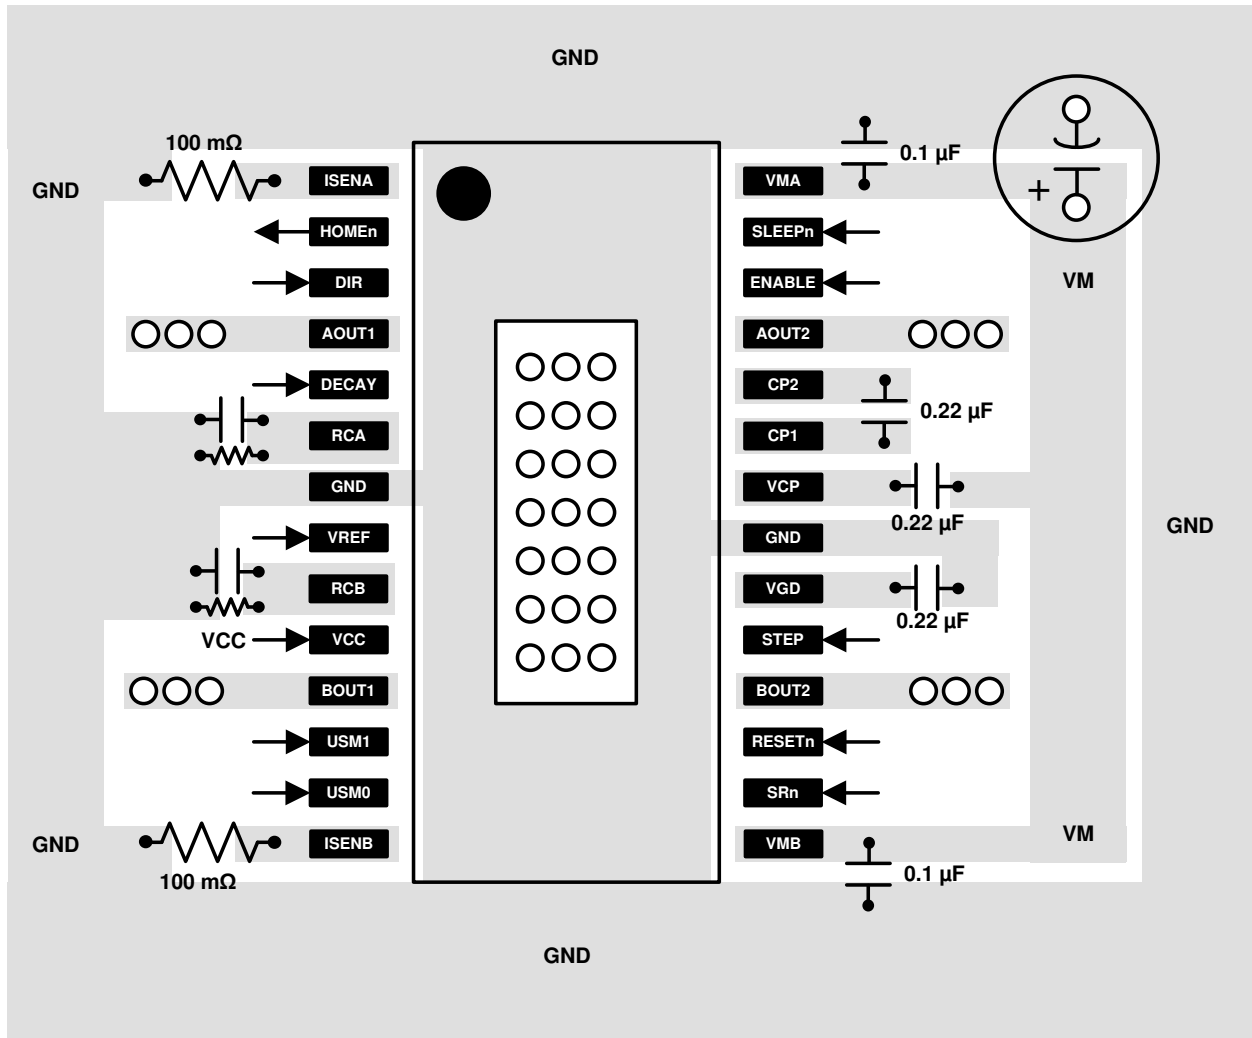 GND
100 mΩ
0.1 µF
GND
ISENA
VMA
+
HOMEn
SLEEPn
DIR
ENABLE
VM
AOUT1
AOUT2
DECAY
CP2
0.22 µF
RCA
CP1
GND
VCP
0.22 µF
GND
VREF
GND
RCB
VGD
0.22 µF
VCC
VCC
STEP
BOUT1
BOUT2
USM1
RESETn
USM0
SRn
GND
ISENB
VMB
VM
100 mΩ
0.1 µF
GND